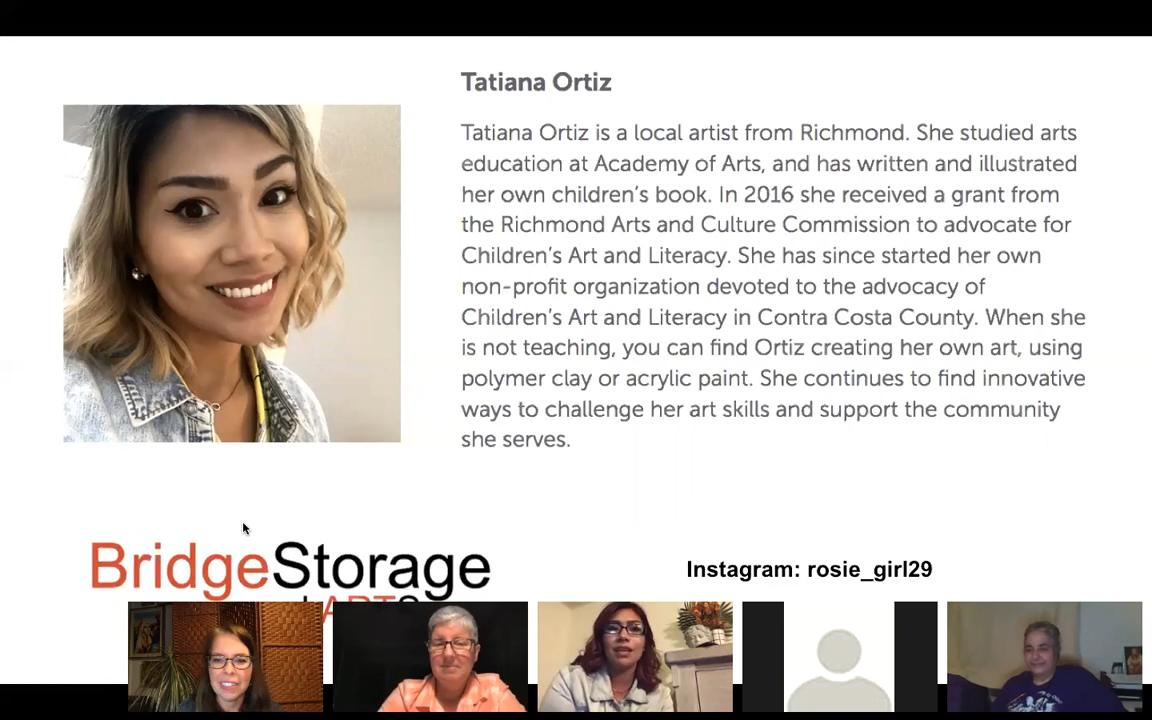 Tatiana Ortiz
Tatiana Ortiz is a local artist from Richmond. She studied arts
education at Academy of Arts, and has written and illustrated
her own children's book. In 2016 she received a grant from
the Richmond Arts and Culture Commission to advocate for
Children's Art and Literacy. She has since started her own
non-profit organization devoted to the advocacy of
Children's Art and Literacy in Contra Costa County. When she
is not teaching, you can find Ortiz creating her own art, using
polymer clay or acrylic paint. She continues to find innovative
ways to challenge her art skills and support the community
she serves.
BridgeStorage
Instagram: rosie_girl29